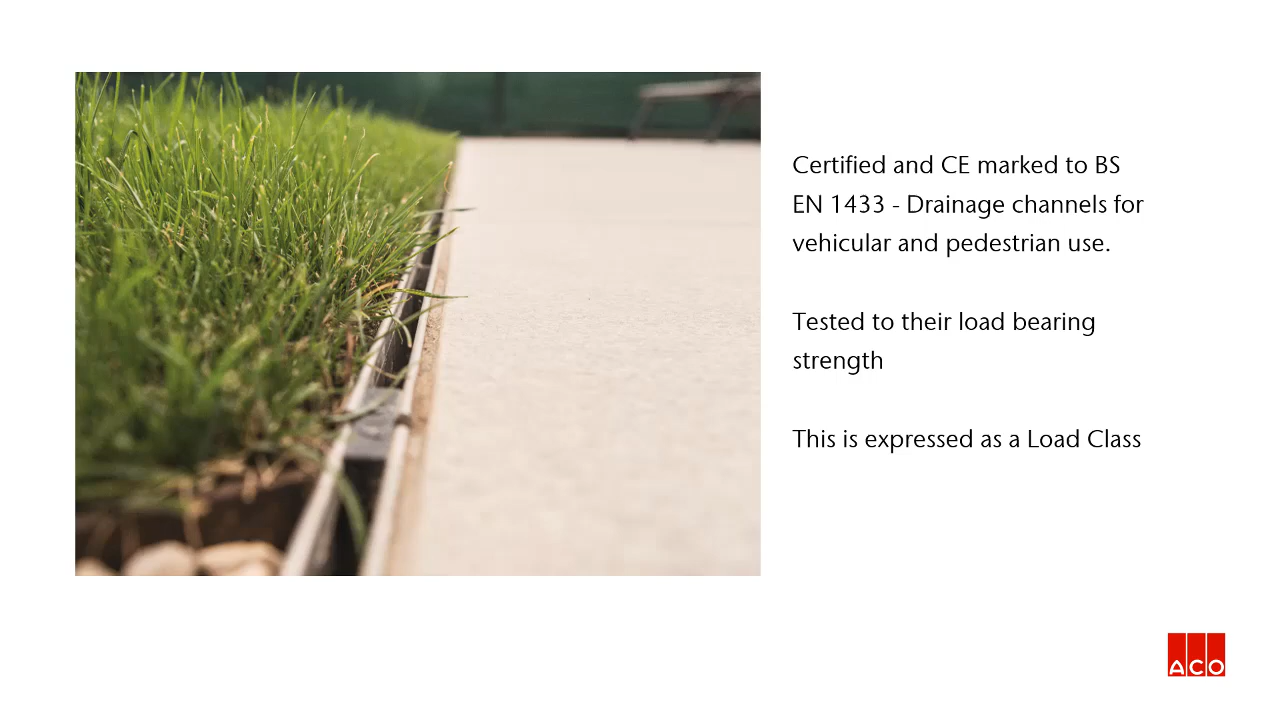 Certified and CE marked to BS
EN 1433 - Drainage channels for
vehicular and pedestrian use.
Tested to their load bearing
strength
This is expressed as a Load Class
ACO